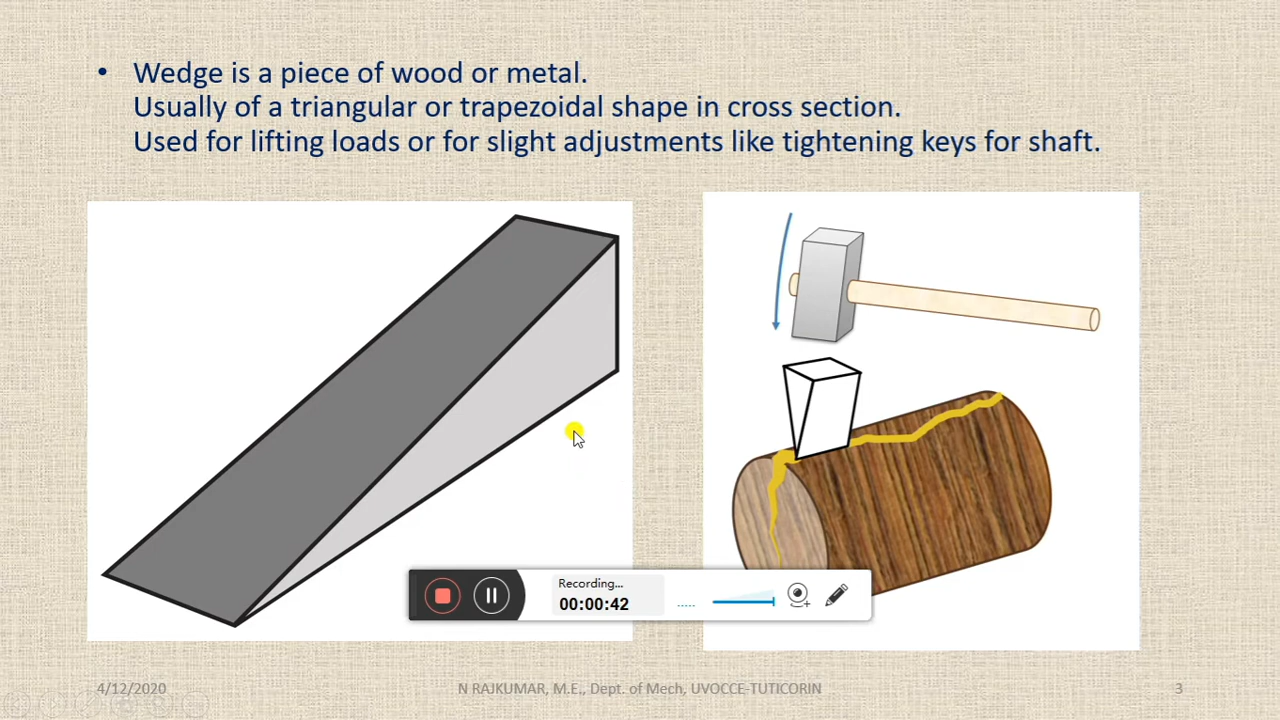 • Wedge is a piece of wood or metal.
Usually of a triangular or trapezoidal shape in cross section.
Used for lifting loads or for slight adjustments like tightening keys for shaft.
Recording...
00:00:42
4/12/2020
N RAJKUMAR, M.E., Dept. of Mech, UVOCCE-TUTICORIN
3